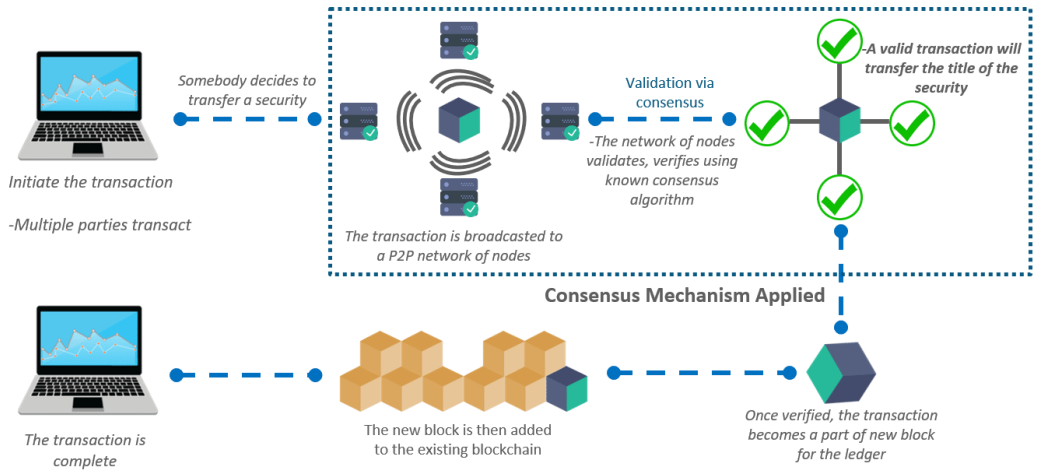 Somebody decides to
transfer a security
Initiate the transaction
-Multiple parties transact
The transaction is broadcasted to
a P2P network of nodes
Validation via
consensus
-The network of nodes
validates, verifies using
known consensus
algorithm
-A valid transaction will
transfer the title of the
security
Consensus Mechanism Applied
Once verified, the transaction
becomes a part of new block
for the ledger
The new block is then added
to the existing blockchain
The transaction is
complete